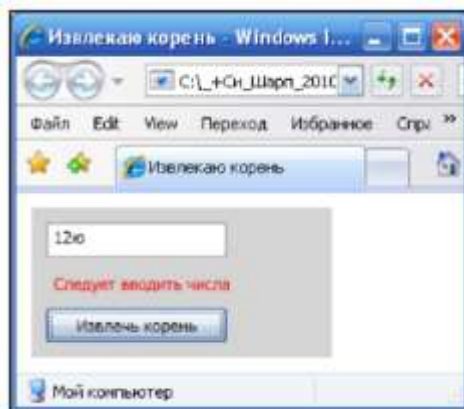 Извлекаю корень - Windows I...
C:\_+Си_Шарп_2010
Файл Edit View Переход Избранное Спра »
Извлекаю корень
12ю
Следует вводить числа
Извлечь корень
Мой компьютер